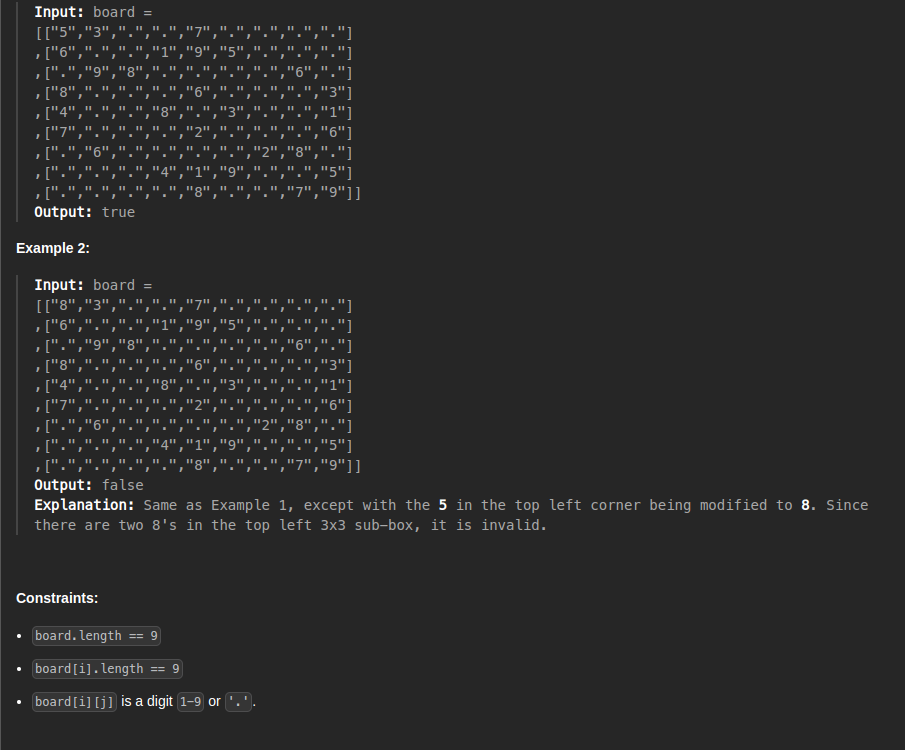 Input: board =
[["5","3",".",".","7",".",".",".","."]
,["6",".",".","1","9","5",".",".","."]
,[".","9","8",".",".",".",".","6","."]
,["8",".",".",".","6",".",".",".","3"]
,["4",".",".","8",".","3",".",".","1"]
,["7",".",".",".","2",".",".",".","6"]
,[".","6",".",".",".",".","2","8","."]
,[".",".",".","4","1","9",".",".","5"]
,[".",".",".",".","8",".",".","7","9"]]
Output: true
Example 2:
Input: board =
[["8","3",".",".","7",".",".",".","."]
,["6",".",".","1","9","5",".",".","."]
,[".","9","8",".",".",".",".","6","."]
,["8",".",".",".","6",".",".",".","3"]
,["4",".",".","8",".","3",".",".","1"]
,["7",".",".",".","2",".",".",".","6"]
,[".","6",".",".",".",".","2","8","."]
,[".",".",".","4","1","9",".",".","5"]
,[".",".",".",".","8",".",".","7","9"]]
Output: false
Explanation: Same as Example 1, except with the 5 in the top left corner being modified to 8. Since
there are two 8's in the top left 3x3 sub-box, it is invalid.
Constraints:
• board.length == 9
• board[i].length == 9
• board[i][j] is a digit 1-9 or '.'.